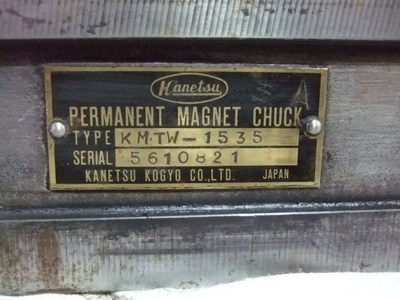 Kanetsu
PERMANENT MAGNET CHUCK
TYPE KM·TW-1535
SERIAL 5610821
KANETSU KOGYO CO.,LTD. JAPAN